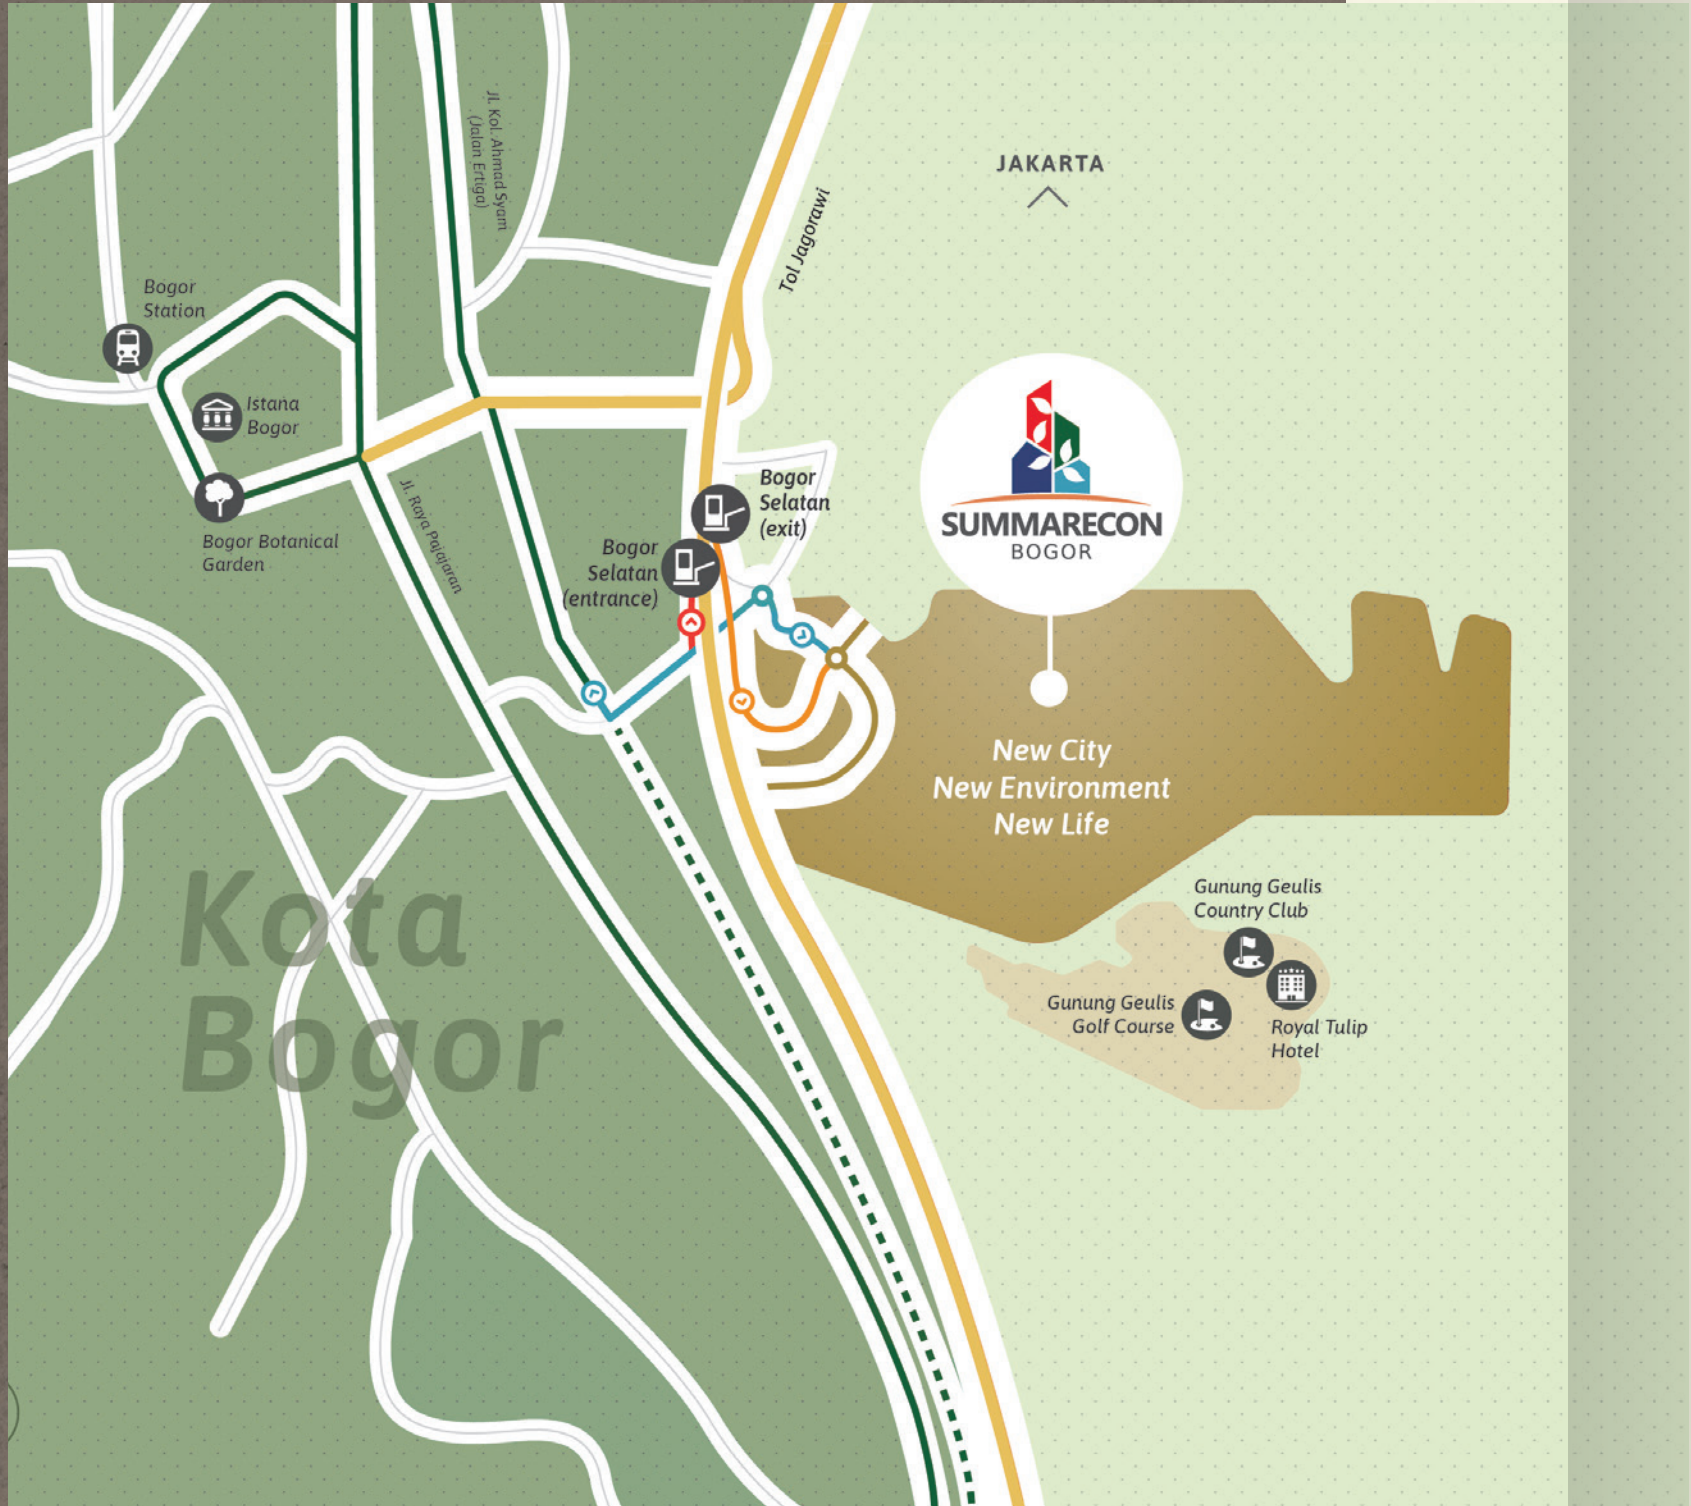 JAKARTA
Jl. Kol. Ahmad Syam
(Jalan Ertiga)
Tol Jagorawi
Bogor
Station
Istana
Bogor
Bogor Botanical
Garden
Jl. Raya Pajajaran
Bogor
Selatan
(exit)
Bogor
Selatan
(entrance)
SUMMARECON
BOGOR
New City
New Environment
New Life
Kota
Bogor
Gunung Geulis
Country Club
Gunung Geulis
Golf Course
Royal Tulip
Hotel